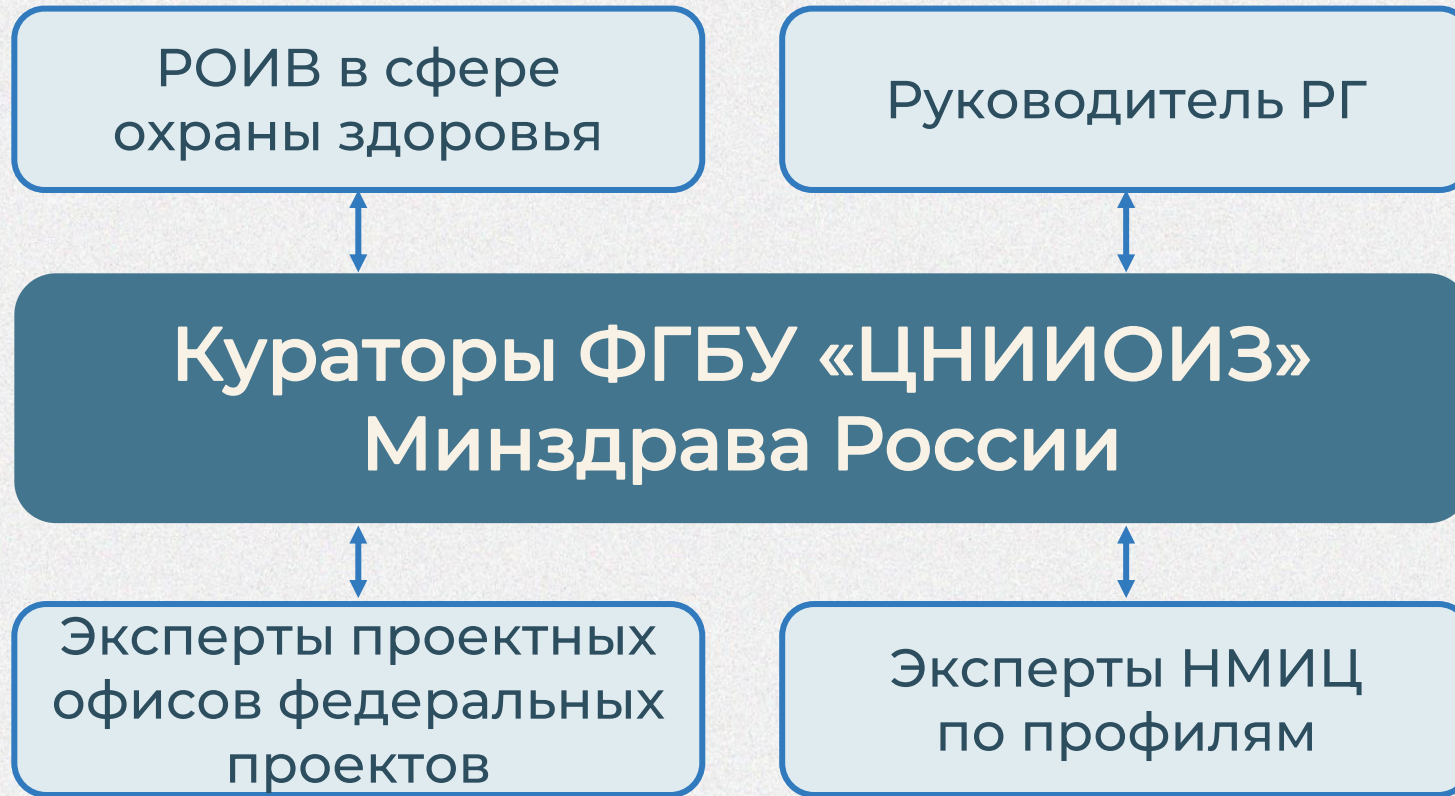 РОИВ в сфере
охраны здоровья
Руководитель РГ
Кураторы ФГБУ «ЦНИИОИЗ»
Минздрава России
Эксперты проектных
офисов федеральных
проектов
Эксперты НМИЦ
по профилям